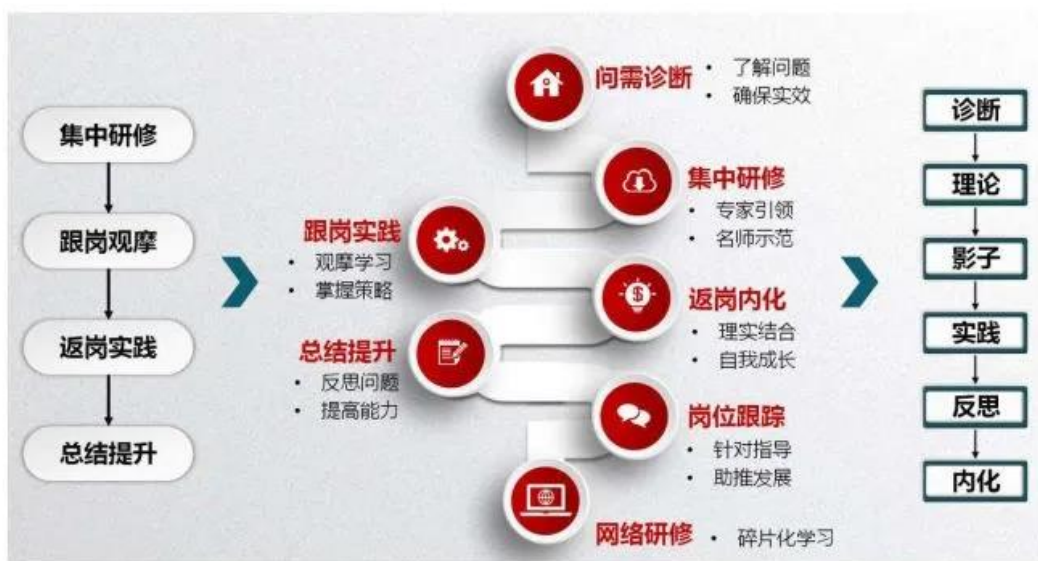 集中研修
跟岗观摩
返岗实践
总结提升
问需诊断
• 了解问题
• 确保实效
集中研修
• 专家引领
• 名师示范
跟岗实践
• 观摩学习
• 掌握策略
返岗内化
• 理实结合
• 自我成长
总结提升
• 反思问题
• 提高能力
岗位跟踪
• 针对指导
• 助推发展
网络研修
• 碎片化学习
诊断
理论
影子
实践
反思
内化